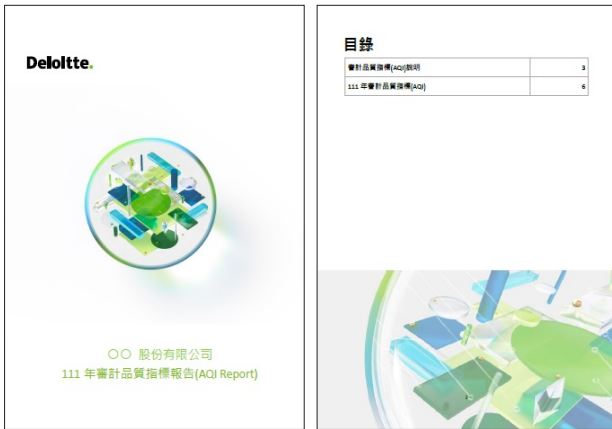 Deloitte.
〇〇 股份有限公司
111 年審計品質指標報告(AQI Report)
目錄
審計品質指標(AQI)說明 3
111 年審計品質指標(AQI) 6